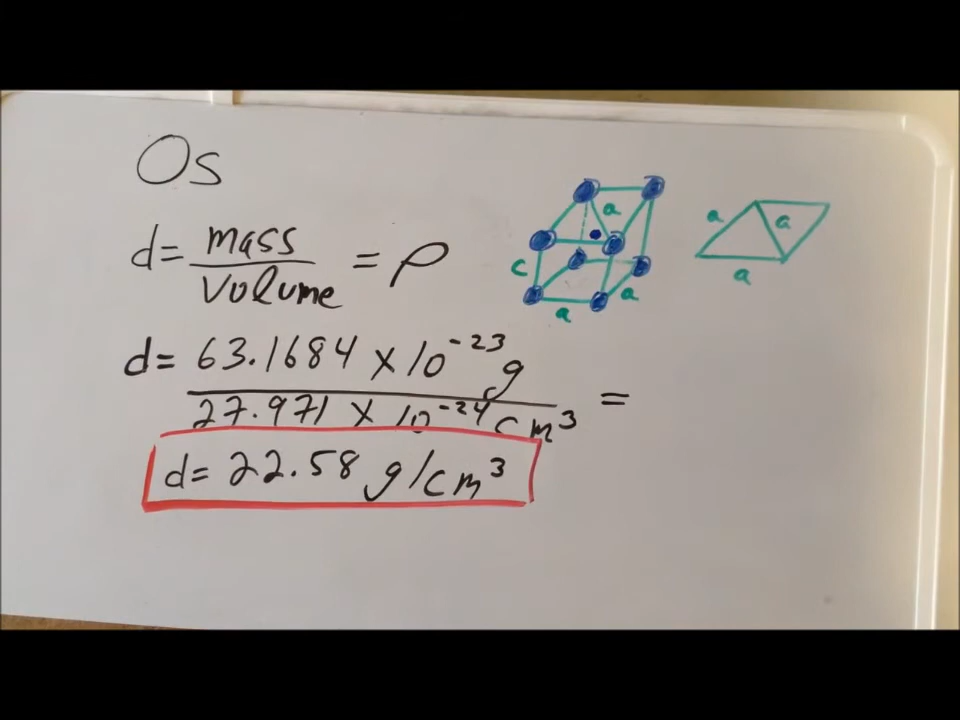 Os
d= mass/Volume = ρ
d= 63.1684 x 10^-23 g
27.971 x 10^-24 cm^3 =
d= 22.58 g/cm^3
a
c
a
a
a
a
a